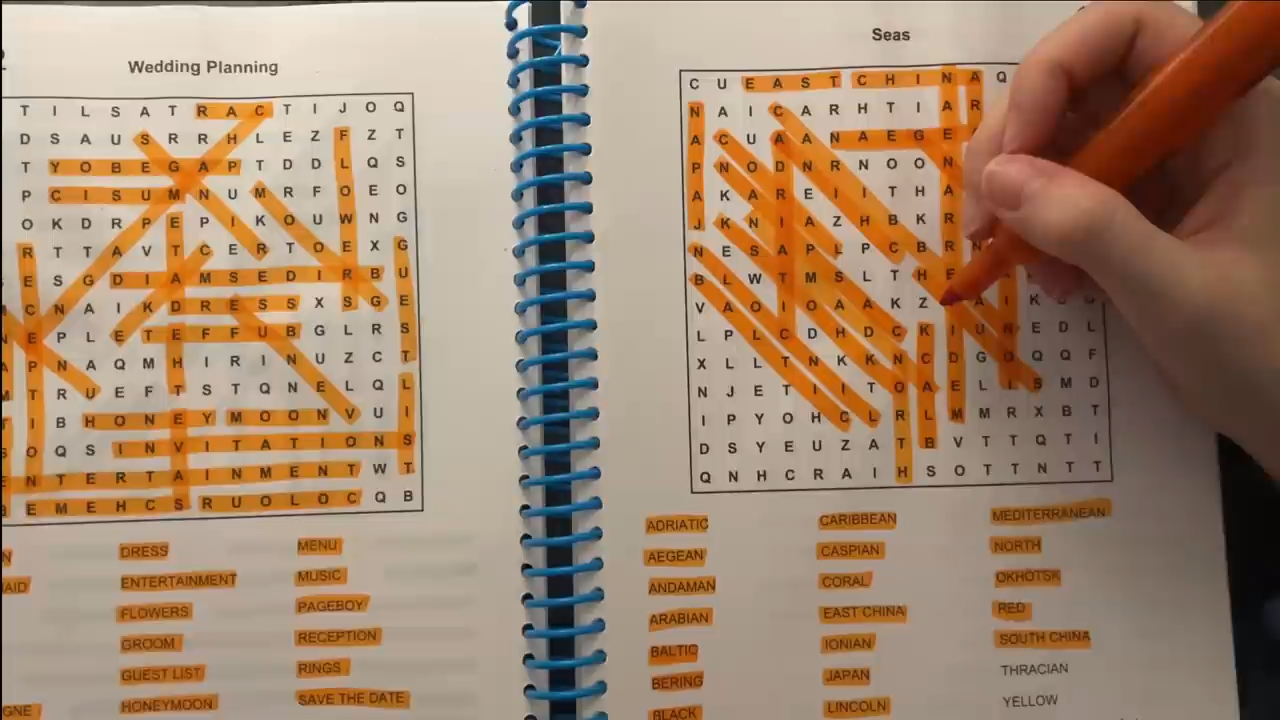 Wedding Planning
T I L S A T R A C T I J O Q
D S A U S R R H L E Z F Z T
T Y O B E G A P T D D L Q S
P C I S U M N U M R F O E O
O K D R P E P I K O U W N G
R T T A V T C E R T O E X G
E S G D I A M S E D I R B U
C N A I K D R E S S X S G E
N E P L E T E F F U B G L R S
P N A Q M H I R I N U Z C T
T R U E F T S T Q N E L Q L
I B H O N E Y M O O N V U I
O Q S I N V I T A T I O N S
N T E R T A I N M E N T W T
E M E H C S R U O L O C Q B
DRESS
MENU
ENTERTAINMENT
MUSIC
FLOWERS
PAGEBOY
GROOM
RECEPTION
GUEST LIST
RINGS
HONEYMOON
SAVE THE DATE
Seas
C U E A S T C H I N A Q
N A I C A R H T I A R
A C U A A N A E G E
P N O D N R N O O N
A K A R E I I T H A
J K N I A Z H B K R
N E S A P L P C B R N
B L W T M S L T H E
V A O I O A A K Z A I K
L P L C D H D C K I U N E D L
X L L T N K K N C D G O Q Q F
N J E T I I T O A E L I S M D
I P Y O H C L R L M M R X B T
D S Y E U Z A T B V T T Q T I
Q N H C R A I H S O T T N T T
ADRIATIC
CARIBBEAN
MEDITERRANEAN
AEGEAN
CASPIAN
NORTH
ANDAMAN
CORAL
OKHOTSK
ARABIAN
EAST CHINA
RED
BALTIC
IONIAN
SOUTH CHINA
BERING
JAPAN
THRACIAN
BLACK
LINCOLN
YELLOW